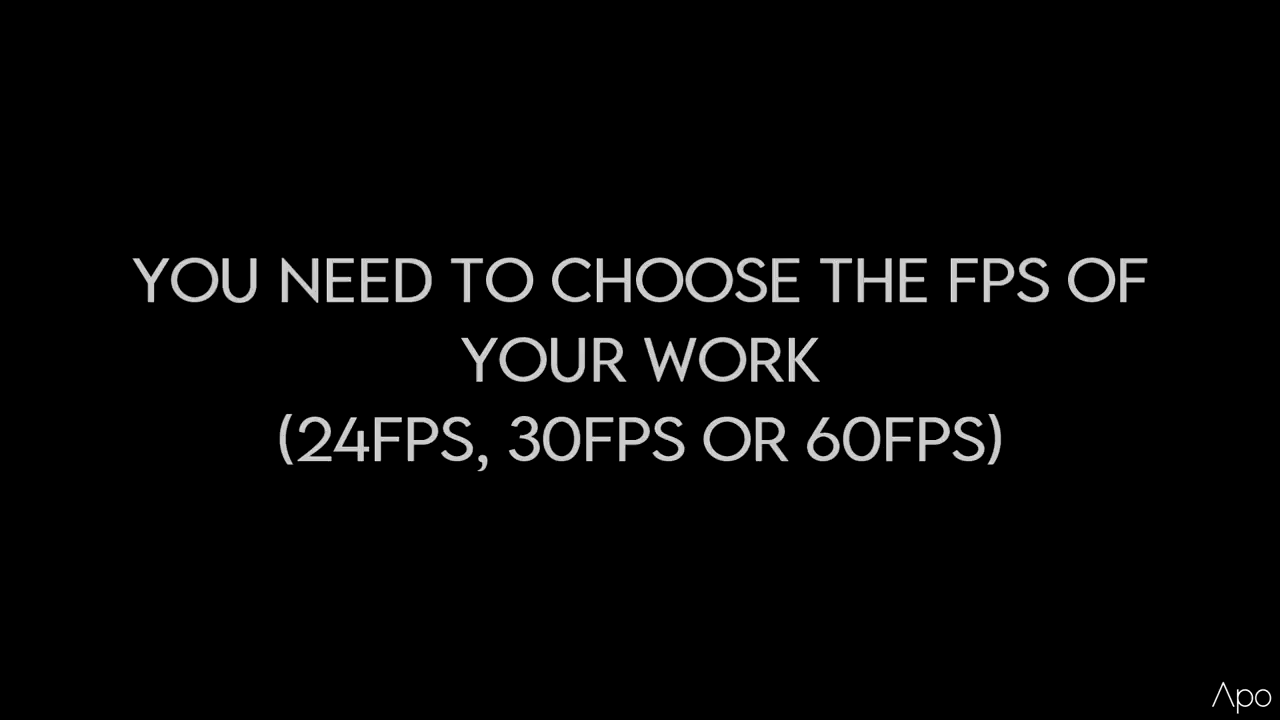 YOU NEED TO CHOOSE THE FPS OF
YOUR WORK
(24FPS, 30FPS OR 60FPS)
Apo